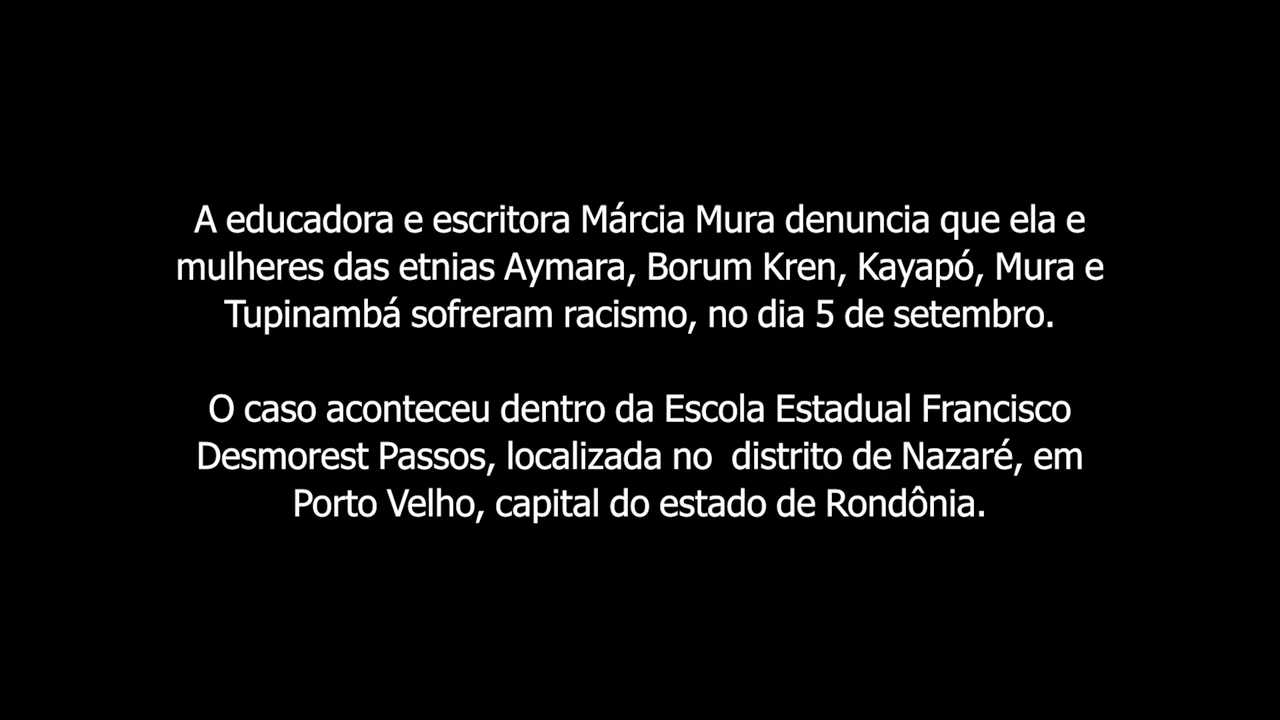 A educadora e escritora Márcia Mura denuncia que ela e
mulheres das etnias Aymara, Borum Kren, Kayapó, Mura e
Tupinambá sofreram racismo, no dia 5 de setembro.
O caso aconteceu dentro da Escola Estadual Francisco
Desmorest Passos, localizada no  distrito de Nazaré, em
Porto Velho, capital do estado de Rondônia.